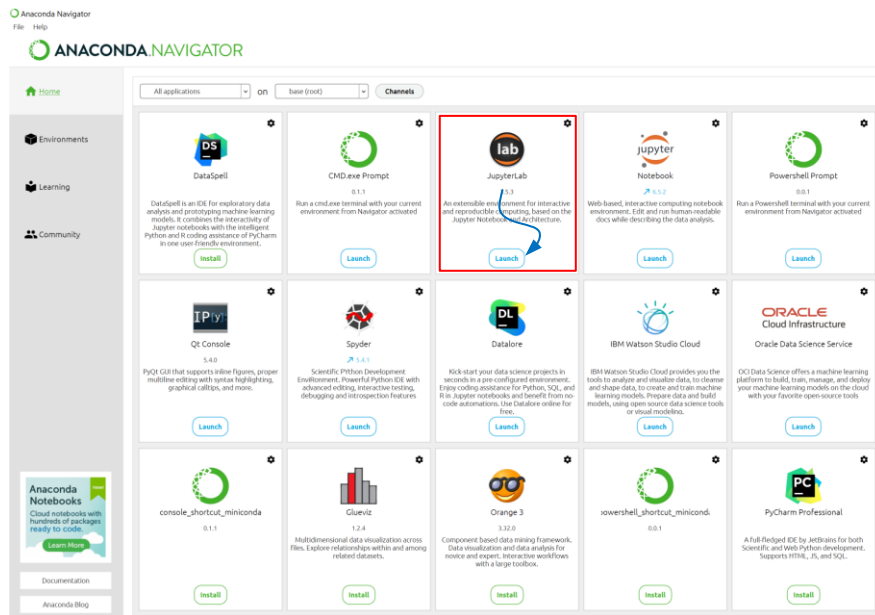 Anaconda Navigator
File Help
ANACONDA.NAVIGATOR
Home
All applications
on
base (root)
Channels
Environments
Learning
Community
DS
DataSpell
DataSpell is an IDE for exploratory data
analysis and prototyping machine learning
models. It combines the interactivity of
Jupyter notebooks with the intelligent
Python and R coding assistance of PyCharm
in one user-friendly environment.
Install
CMD.exe Prompt
0.1.1
Run a cmd.exe terminal with your current
environment from Navigator activated
Launch
lab
JupyterLab
5.3
An extensible environment for interactive
and reproducible computing, based on the
Jupyter Notebook and Architecture.
Launch
jupyter
Notebook
6.5.2
Web-based, interactive computing notebook
environment. Edit and run human-readable
docs while describing the data analysis.
Launch
Powershell Prompt
0.0.1
Run a Powershell terminal with your current
environment from Navigator activated
Launch
IP[y]:
Qt Console
5.4.0
PyQt GUI that supports inline figures, proper
multiline editing with syntax highlighting,
graphical calltips, and more.
Launch
Spyder
5.4.1
Scientific PYthon Development
EnviRonment. Powerful Python IDE with
advanced editing, interactive testing,
debugging and introspection features
Launch
DL
Datalore
Kick-start your data science projects in
seconds in a pre-configured environment.
Enjoy coding assistance for Python, SQL, and
R in Jupyter notebooks and benefit from no-
code automations. Use Datalore online for
free.
Launch
IBM Watson Studio Cloud
IBM Watson Studio Cloud provides you the
tools to analyze and visualize data, to cleanse
and shape data, to create and train machine
learning models. Prepare data and build
models, using open source data science tools
or visual modeling.
Launch
ORACLE
Cloud Infrastructure
Oracle Data Science Service
OCI Data Science offers a machine learning
platform to build, train, manage, and deploy
your machine learning models on the cloud
with your favorite open-source tools
Launch
console_shortcut_miniconda
0.1.1
Install
Glueviz
1.2.4
Multidimensional data visualization across
files. Explore relationships within and among
related datasets.
Install
Orange 3
3.32.0
Component based data mining framework.
Data visualization and data analysis for
novice and expert. Interactive workflows
with a large toolbox.
Install
owershell_shortcut_miniconda
0.0.1
Install
PC
PyCharm Professional
A full-fledged IDE by JetBrains for both
Scientific and Web Python development.
Supports HTML, JS, and SQL.
Install
Anaconda
Notebooks
Cloud notebooks with
hundreds of packages
ready to code.
Learn More
Documentation
Anaconda Blog